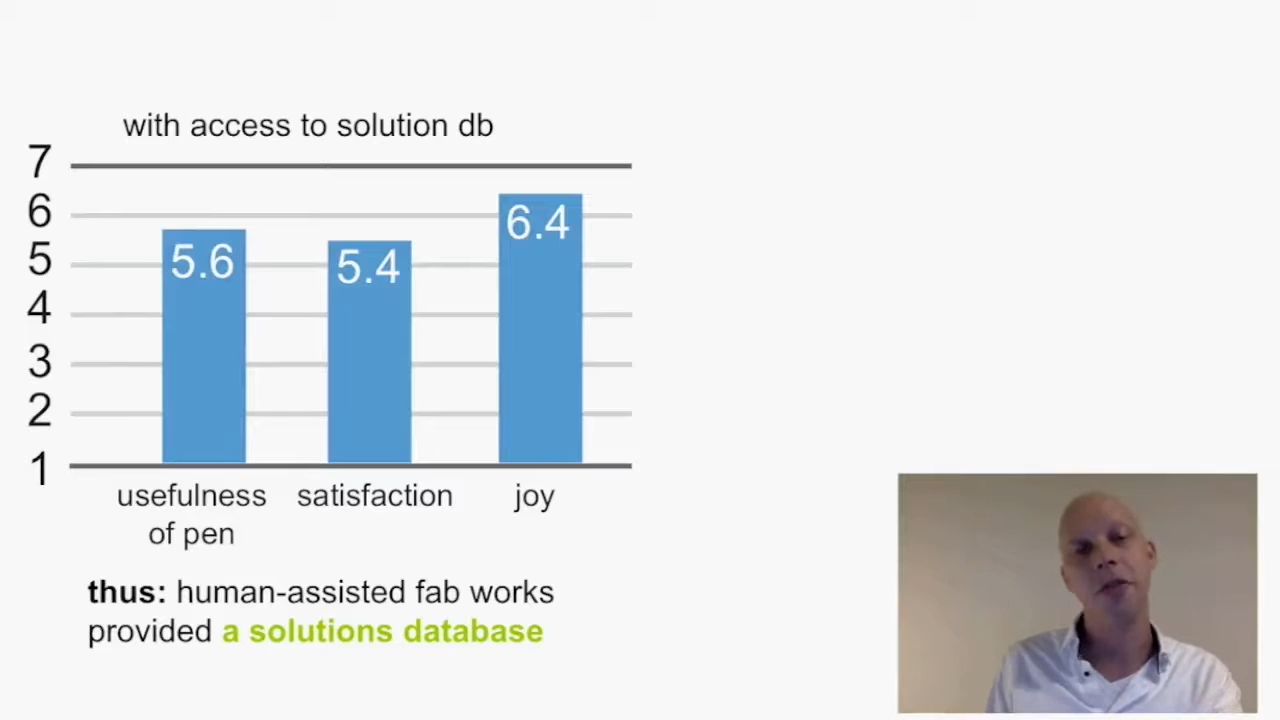 with access to solution db
7
6
5
4
3
2
1
5.6
5.4
6.4
usefulness
of pen
satisfaction
joy
thus: human-assisted fab works
provided a solutions database